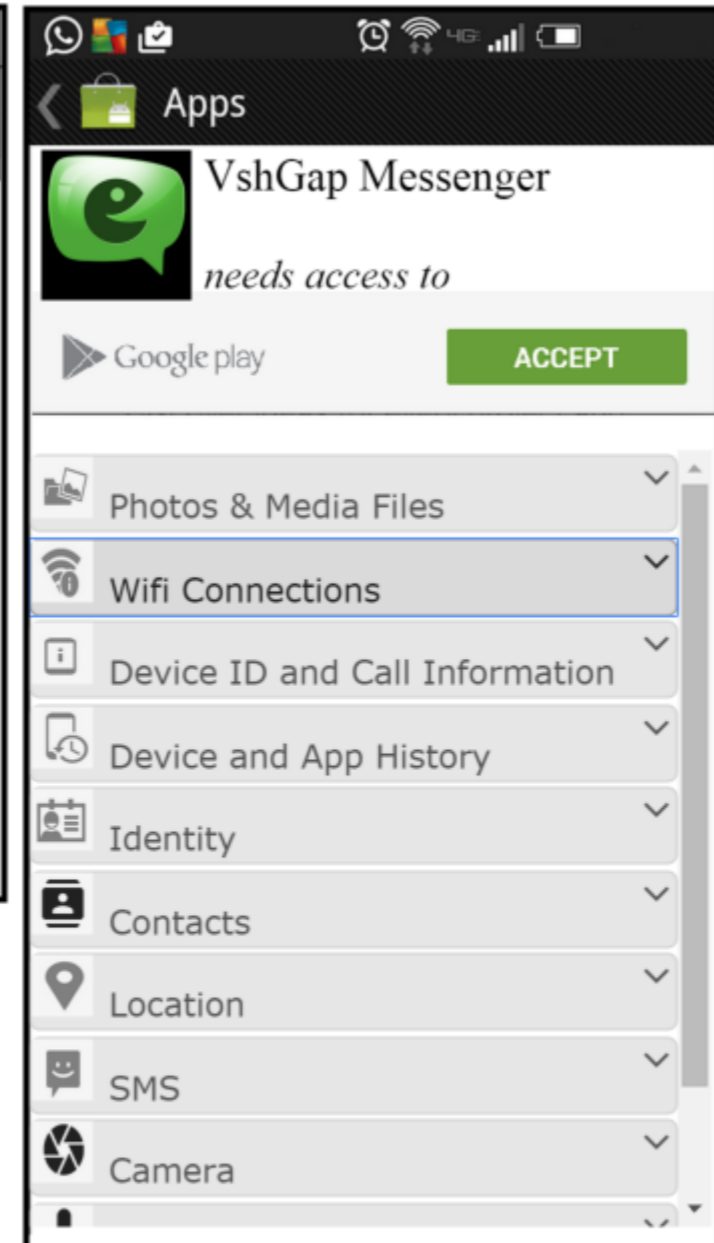 4G
Apps
VshGap Messenger
needs access to
Google play
ACCEPT
Photos & Media Files
Wifi Connections
Device ID and Call Information
Device and App History
Identity
Contacts
Location
SMS
Camera